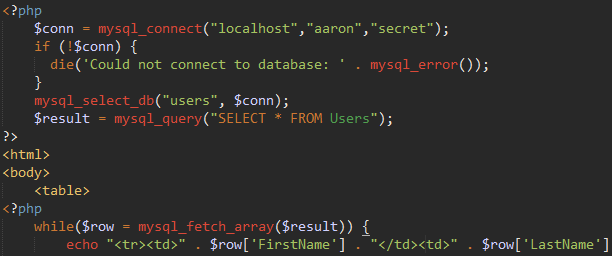 <?php
$conn = mysql_connect("localhost","aaron","secret");
if (!$conn) {
die('Could not connect to database: ' . mysql_error());
}
mysql_select_db("users", $conn);
$result = mysql_query("SELECT * FROM Users");
?>
<html>
<body>
<table>
<?php
while($row = mysql_fetch_array($result)) {
echo "<tr><td>" . $row['FirstName'] . "</td><td>" . $row['LastName']